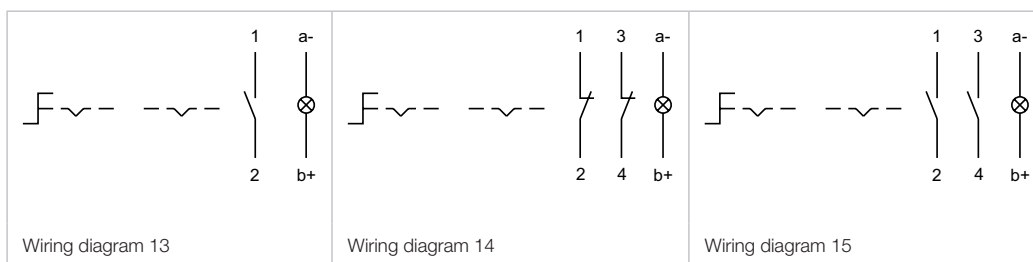 1 a-
2 b+
Wiring diagram 13
1 3 a-
2 4 b+
Wiring diagram 14
1 3 a-
2 4 b+
Wiring diagram 15